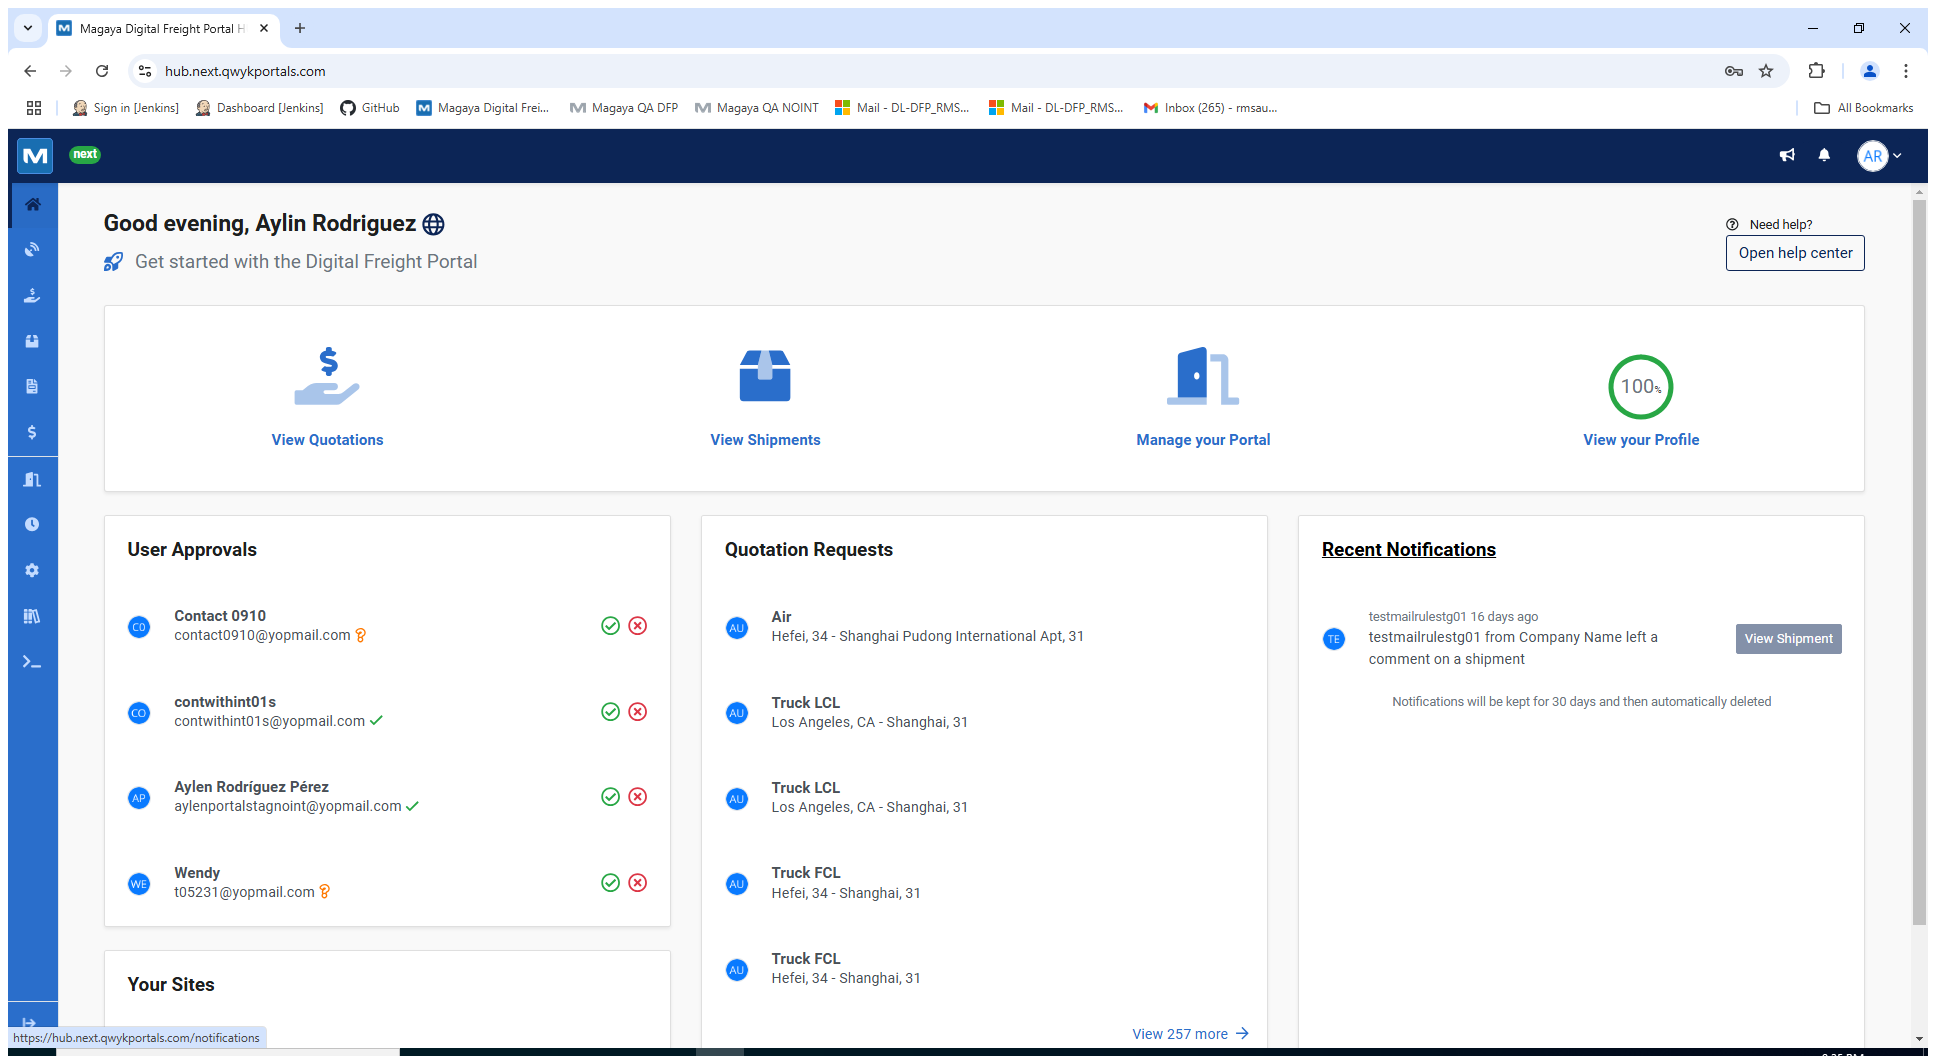 Magaya Digital Freight Portal H
hub.next.qwykportals.com
Sign in [Jenkins]
Dashboard [Jenkins]
GitHub
Magaya Digital Frei...
Magaya QA DFP
Magaya QA NOINT
Mail - DL-DFP_RMS...
Mail - DL-DFP_RMS...
Inbox (265) - rmsau...
All Bookmarks
M
next
AR
Good evening, Aylin Rodriguez
Get started with the Digital Freight Portal
Need help?
Open help center
View Quotations
View Shipments
Manage your Portal
100%
View your Profile
User Approvals
C0
Contact 0910
contact0910@yopmail.com
CO
contwithint01s
contwithint01s@yopmail.com
AP
Aylen Rodríguez Pérez
aylenportalstagnoint@yopmail.com
WE
Wendy
t05231@yopmail.com
Your Sites
Quotation Requests
AU
Air
Hefei, 34 - Shanghai Pudong International Apt, 31
AU
Truck LCL
Los Angeles, CA - Shanghai, 31
AU
Truck LCL
Los Angeles, CA - Shanghai, 31
AU
Truck FCL
Hefei, 34 - Shanghai, 31
AU
Truck FCL
Hefei, 34 - Shanghai, 31
View 257 more
Recent Notifications
TE
testmailrulestg01 16 days ago
testmailrulestg01 from Company Name left a
comment on a shipment
View Shipment
Notifications will be kept for 30 days and then automatically deleted
https://hub.next.qwykportals.com/notifications